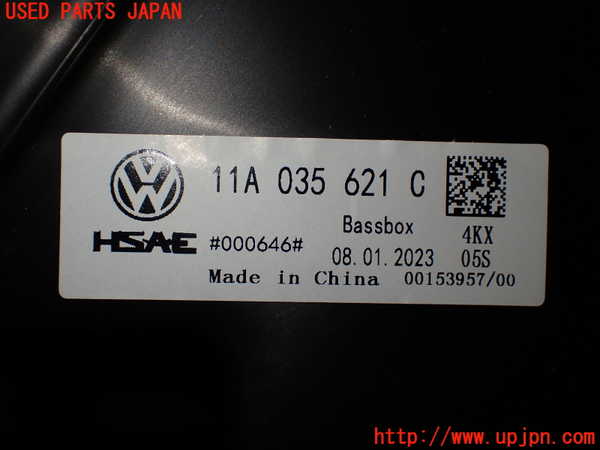 USED PARTS JAPAN
11A 035 621 C
Bassbox
4KX
HSAE
#000646#
08.01.2023
05S
Made in China
00153957/00
http://www.upjpn.com/